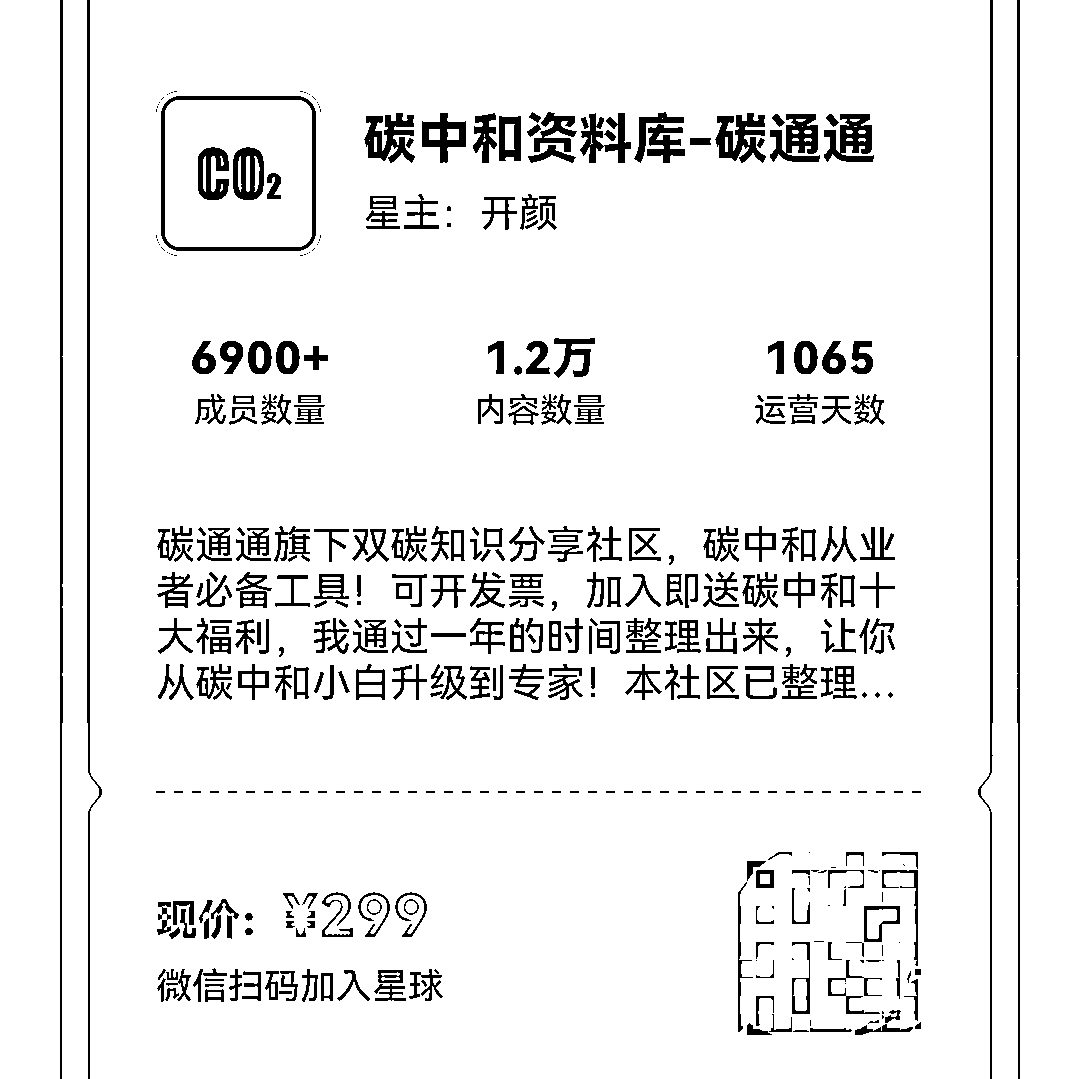 CO₂
碳中和资料库-碳通通
星主：开颜
6900+ 1.2万 1065
成员数量 内容数量 运营天数
碳通通旗下双碳知识分享社区，碳中和从业
者必备工具！可开发票，加入即送碳中和十
大福利，我通过一年的时间整理出来，让你
从碳中和小白升级到专家！本社区已整理...
现价：¥299
微信扫码加入星球